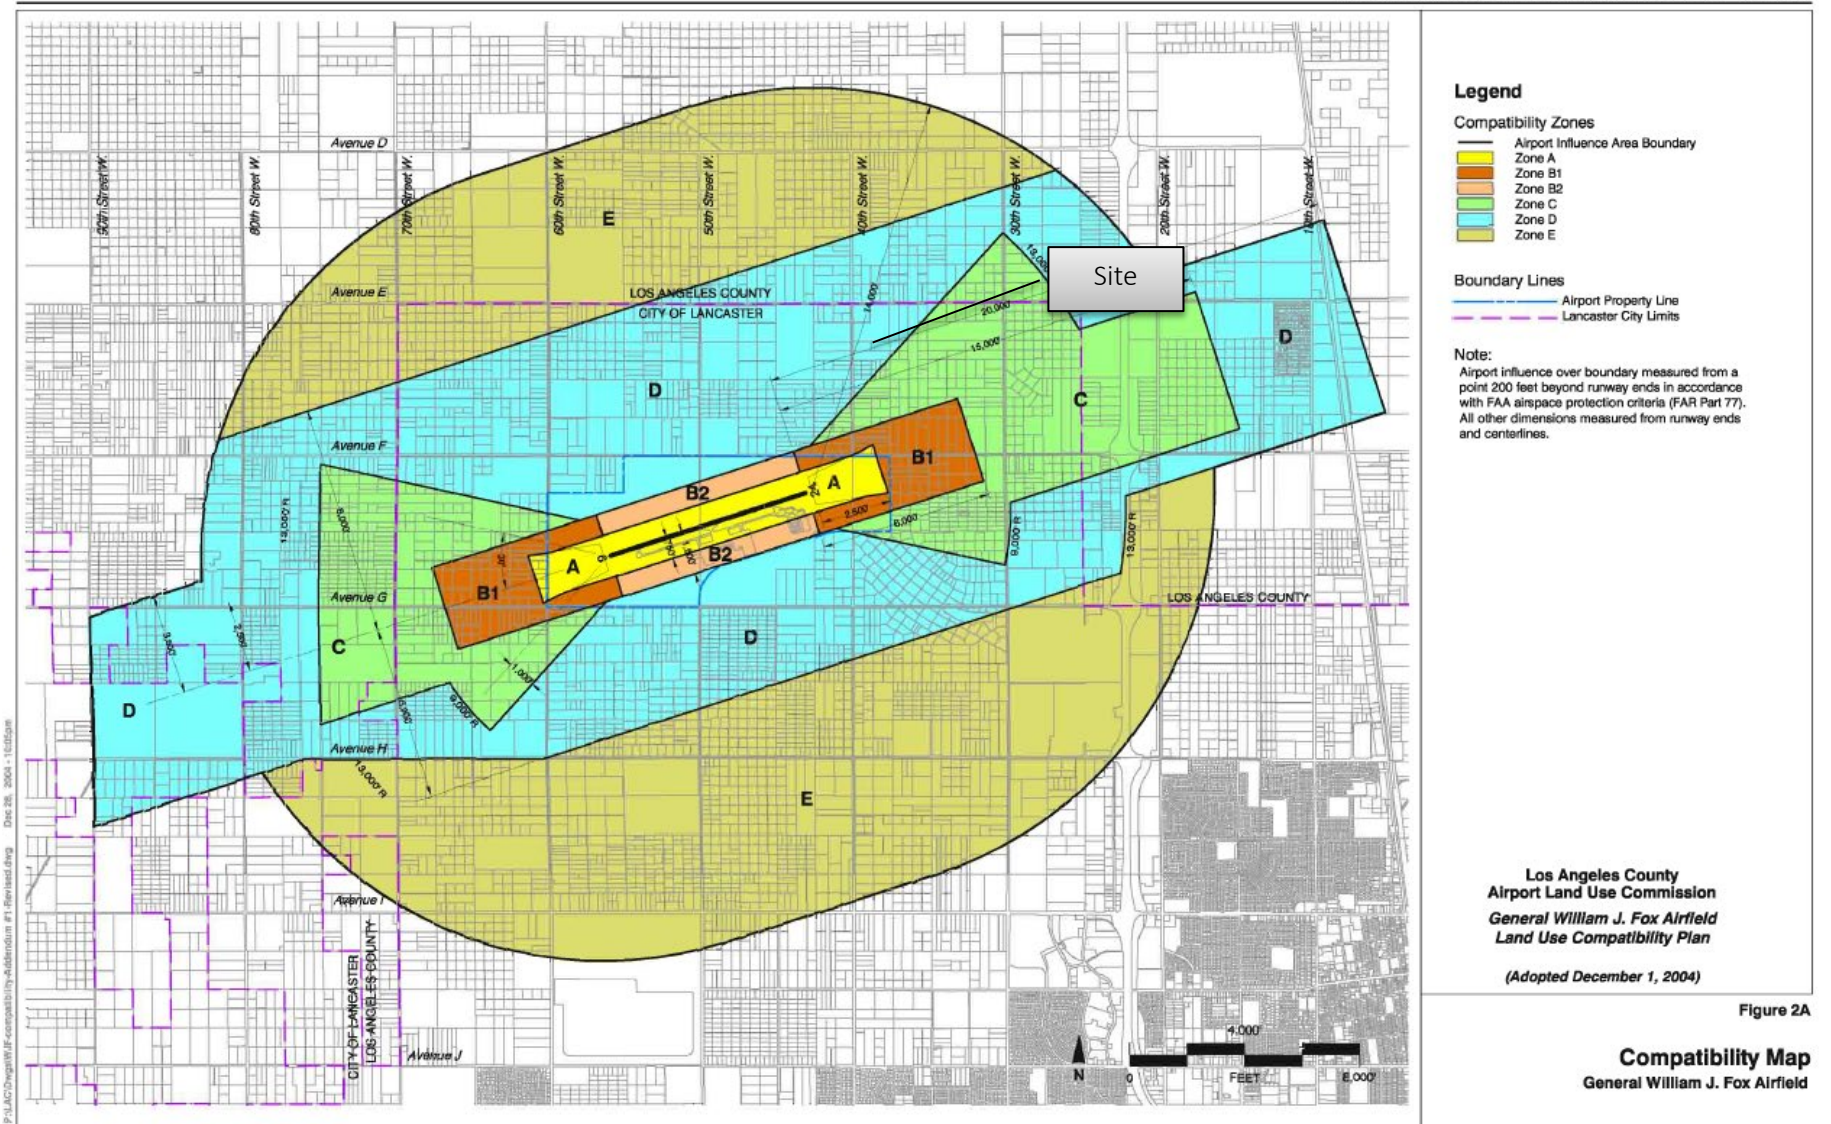 Avenue D
90th Street W.
80th Street W.
70th Street W.
60th Street W.
50th Street W.
40th Street W.
30th Street W.
20th Street W.
10th Street W.
E
Site
Avenue E
LOS ANGELES COUNTY
CITY OF LANCASTER
20,000'
15,000'
D
D
C
Avenue F
B1
A
B2
24
2,500'
6,000'
13,000' R
6,000'
9,000' R
13,000' R
B2
A
B1
Avenue G
LOS ANGELES COUNTY
D
C
1,000'
9,000' R
D
Avenue H
13,000' R
E
Avenue I
CITY OF LANCASTER
LOS ANGELES COUNTY
Avenue J
N
4,000'
0
FEET
8,000'
Legend
Compatibility Zones
Airport Influence Area Boundary
Zone A
Zone B1
Zone B2
Zone C
Zone D
Zone E
Boundary Lines
Airport Property Line
Lancaster City Limits
Note:
Airport influence over boundary measured from a
point 200 feet beyond runway ends in accordance
with FAA airspace protection criteria (FAR Part 77).
All other dimensions measured from runway ends
and centerlines.
Los Angeles County
Airport Land Use Commission
General William J. Fox Airfield
Land Use Compatibility Plan
(Adopted December 1, 2004)
Figure 2A
Compatibility Map
General William J. Fox Airfield